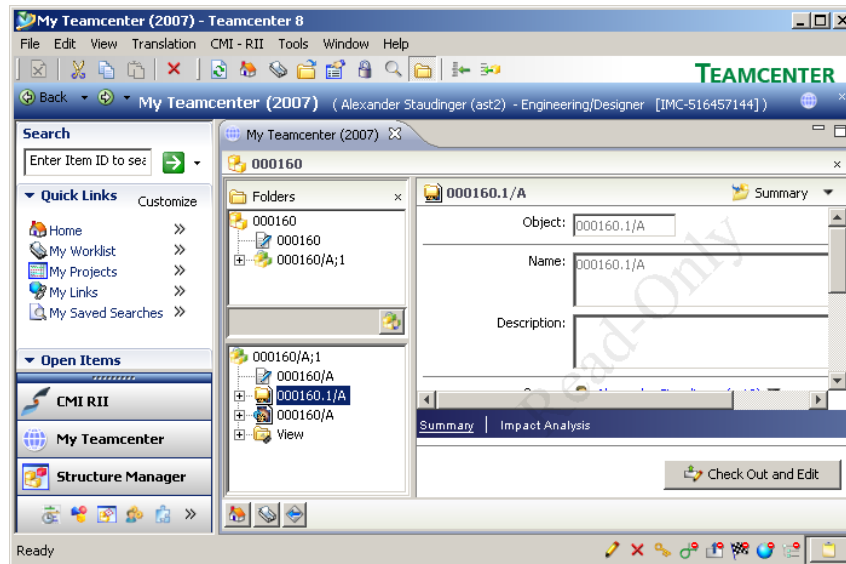 My Teamcenter (2007) - Teamcenter 8
File Edit View Translation CMI - RII Tools Window Help
TEAMCENTER
Back My Teamcenter (2007) ( Alexander Staudinger (ast2) - Engineering/Designer [IMC-516457144] )
Search
My Teamcenter (2007)
Enter Item ID to sea
000160
Quick Links Customize
Folders
000160.1/A
Summary
Home
My Worklist
My Projects
My Links
My Saved Searches
000160
000160
000160/A;1
Object: 000160.1/A
Name: 000160.1/A
Description:
Read-Only
Open Items
000160/A;1
000160/A
000160.1/A
000160/A
View
CMI RII
My Teamcenter
Structure Manager
Summary Impact Analysis
Check Out and Edit
Ready